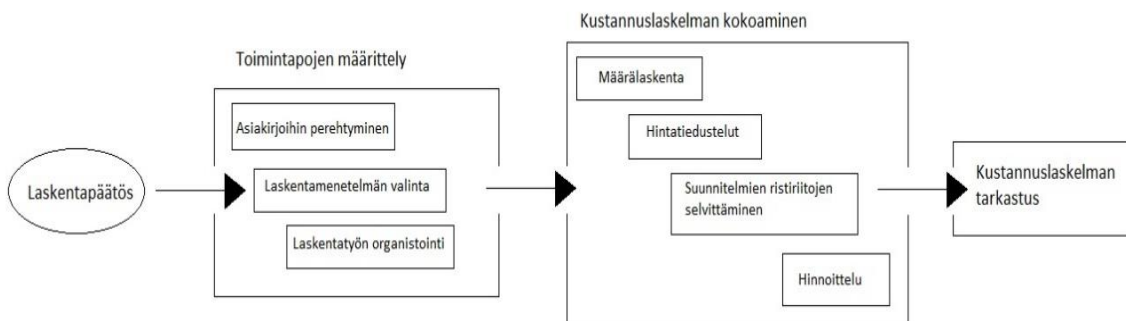 Laskentapäätös
Toimintapojen määrittely
Asiakirjoihin perehtyminen
Laskentamenetelmän valinta
Laskentatyön organistointi
Kustannuslaskelman kokoaminen
Määrälaskenta
Hintatiedustelut
Suunnitelmien ristiriitojen
selvittäminen
Hinnoittelu
Kustannuslaskelman
tarkastus